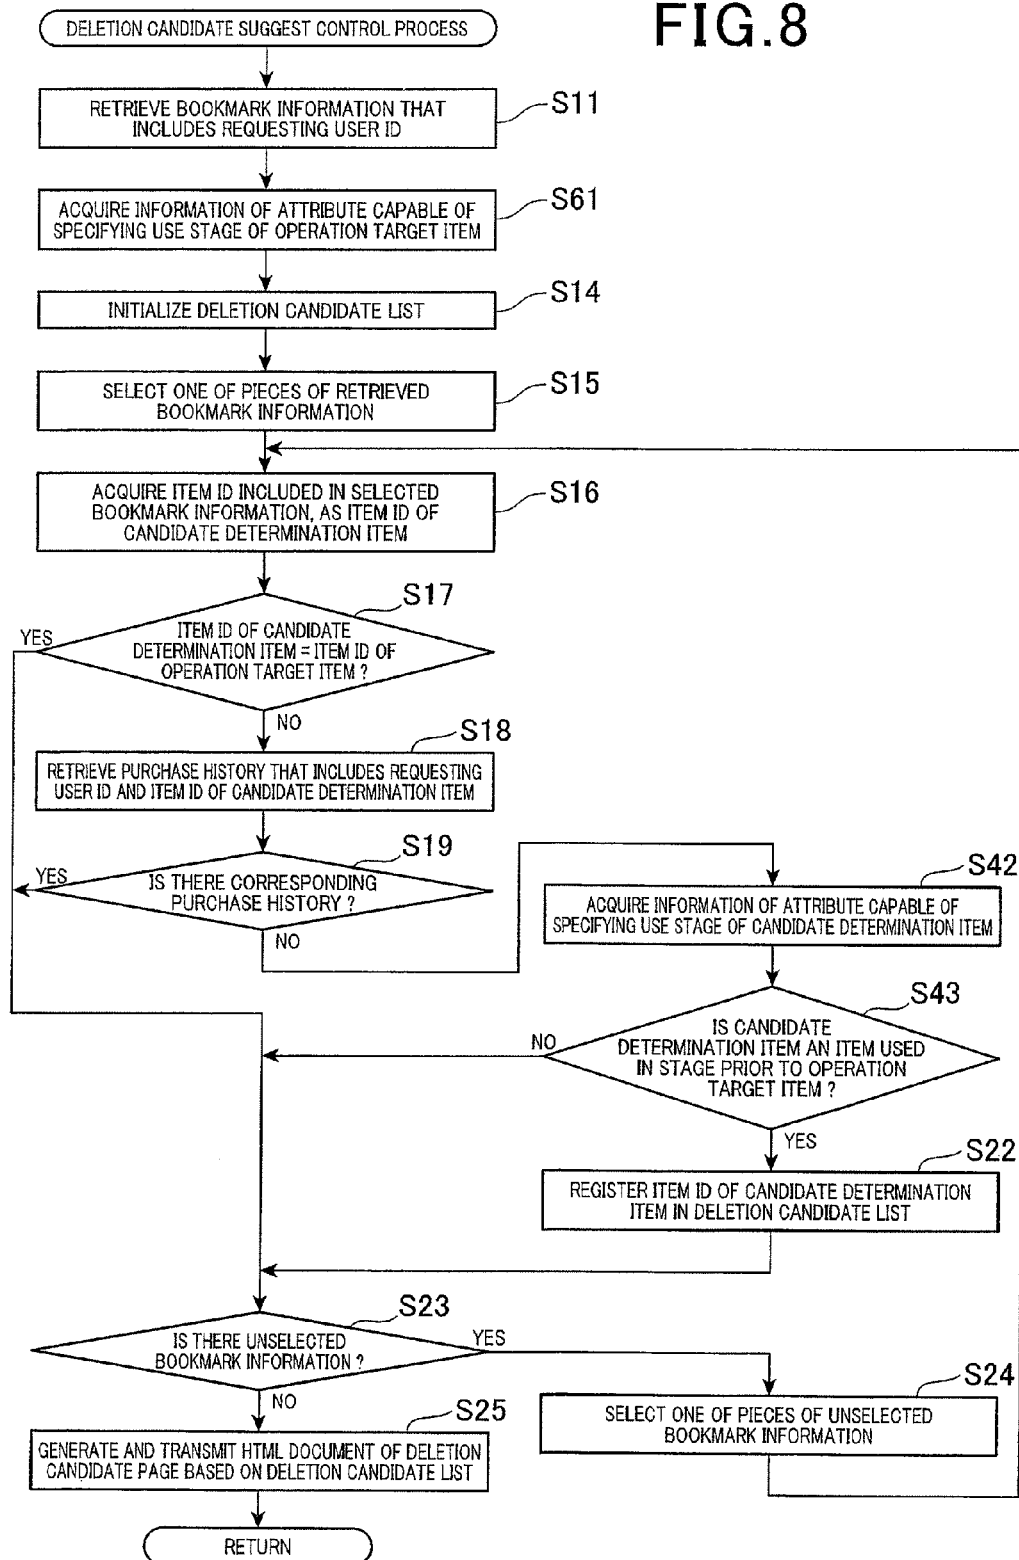 FIG.8
DELETION CANDIDATE SUGGEST CONTROL PROCESS
RETRIEVE BOOKMARK INFORMATION THAT
INCLUDES REQUESTING USER ID
S11
ACQUIRE INFORMATION OF ATTRIBUTE CAPABLE OF
SPECIFYING USE STAGE OF OPERATION TARGET ITEM
S61
INITIALIZE DELETION CANDIDATE LIST
S14
SELECT ONE OF PIECES OF RETRIEVED
BOOKMARK INFORMATION
S15
ACQUIRE ITEM ID INCLUDED IN SELECTED
BOOKMARK INFORMATION, AS ITEM ID OF
CANDIDATE DETERMINATION ITEM
S16
S17
YES
ITEM ID OF CANDIDATE
DETERMINATION ITEM = ITEM ID OF
OPERATION TARGET ITEM ?
NO
S18
RETRIEVE PURCHASE HISTORY THAT INCLUDES REQUESTING
USER ID AND ITEM ID OF CANDIDATE DETERMINATION ITEM
S19
YES
IS THERE CORRESPONDING
PURCHASE HISTORY ?
NO
S42
ACQUIRE INFORMATION OF ATTRIBUTE CAPABLE OF
SPECIFYING USE STAGE OF CANDIDATE DETERMINATION ITEM
S43
NO
IS CANDIDATE
DETERMINATION ITEM AN ITEM USED
IN STAGE PRIOR TO OPERATION
TARGET ITEM ?
YES
S22
REGISTER ITEM ID OF CANDIDATE DETERMINATION
ITEM IN DELETION CANDIDATE LIST
S23
IS THERE UNSELECTED
BOOKMARK INFORMATION ?
YES
NO
S24
SELECT ONE OF PIECES OF UNSELECTED
BOOKMARK INFORMATION
S25
GENERATE AND TRANSMIT HTML DOCUMENT OF DELETION
CANDIDATE PAGE BASED ON DELETION CANDIDATE LIST
RETURN